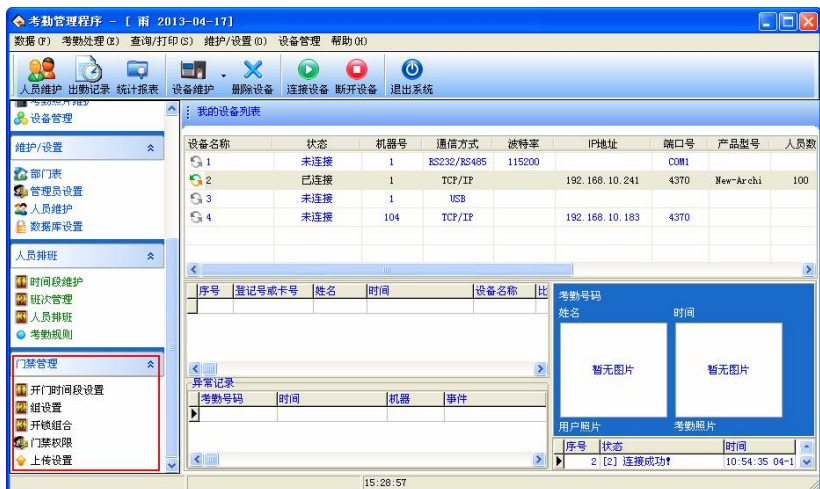 考勤管理程序 - [ 雨 2013-04-17]
数据(F) 考勤处理(E) 查询/打印(S) 维护/设置(O) 设备管理 帮助(H)
人员维护 出勤记录 统计报表 设备维护 删除设备 连接设备 断开设备 退出系统
设备管理
维护/设置
部门表
管理员设置
人员维护
数据库设置
人员排班
时间段维护
班次管理
人员排班
考勤规则
门禁管理
开门时间段设置
组设置
开锁组合
门禁权限
上传设置
我的设备列表
设备名称 状态 机器号 通信方式 波特率 IP地址 端口号 产品型号 人员数
1 未连接 1 RS232/RS485 115200 COM1
2 已连接 1 TCP/IP 192.168.10.241 4370 New-Archi 100
3 未连接 1 USB
4 未连接 104 TCP/IP 192.168.10.183 4370
序号 登记号或卡号 姓名 时间 设备名称 比
异常记录
考勤号码 时间 机器 事件
考勤号码
姓名 时间
暂无图片 暂无图片
用户照片 考勤照片
序号 状态 时间
2 [2] 连接成功! 10:54:35 04-1
15:28:57